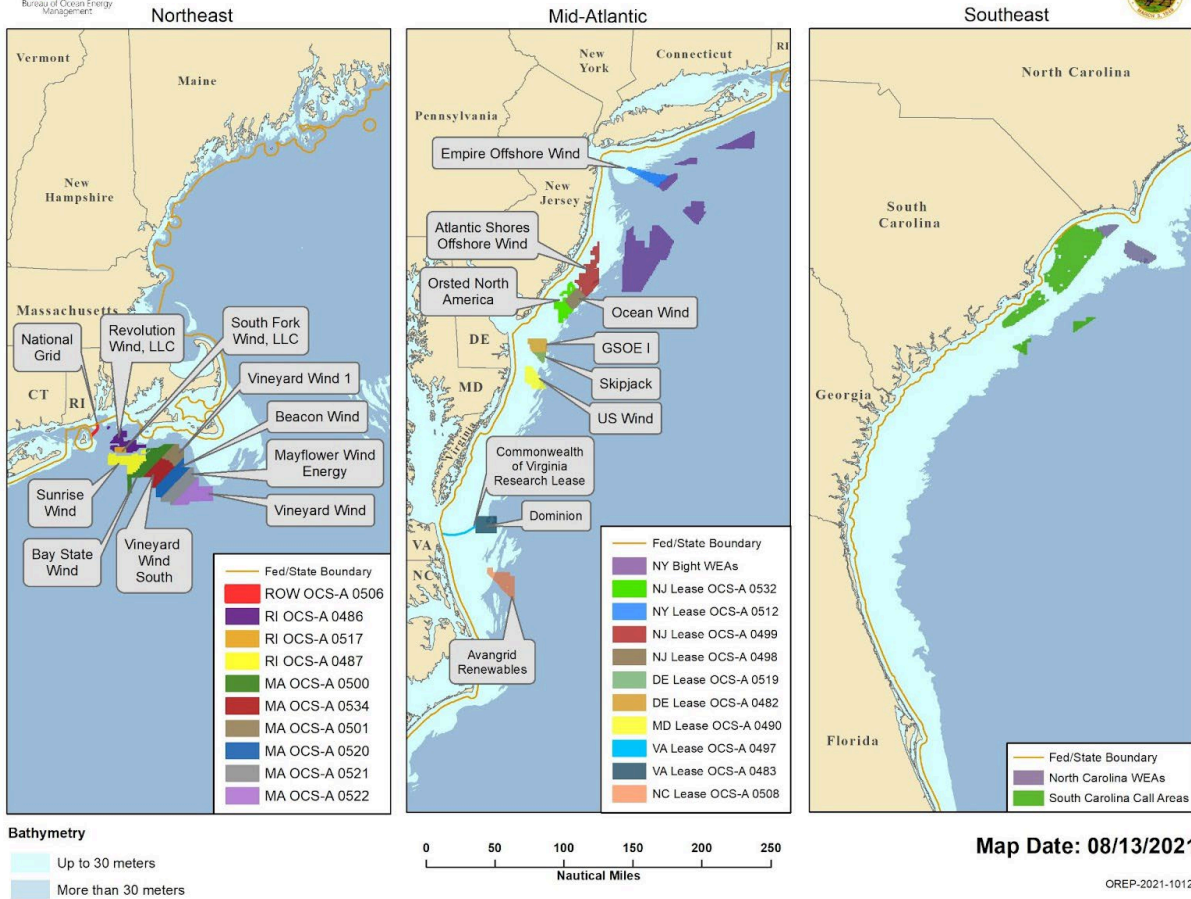 Bureau of Ocean Energy
Management
MARCH 3, 1849
Northeast
Vermont
Maine
New
Hampshire
Massachusetts
National
Grid
Revolution
Wind, LLC
South Fork
Wind, LLC
Vineyard Wind 1
Beacon Wind
CT
RI
Mayflower Wind
Energy
Vineyard Wind
Sunrise
Wind
Bay State
Wind
Vineyard
Wind
South
Fed/State Boundary
ROW OCS-A 0506
RI OCS-A 0486
RI OCS-A 0517
RI OCS-A 0487
MA OCS-A 0500
MA OCS-A 0534
MA OCS-A 0501
MA OCS-A 0520
MA OCS-A 0521
MA OCS-A 0522
Mid-Atlantic
New
York
Connecticut
RI
Pennsylvania
Empire Offshore Wind
New
Jersey
Atlantic Shores
Offshore Wind
Orsted North
America
Ocean Wind
DE
GSOE I
Skipjack
MD
US Wind
Virginia
Commonwealth
of Virginia
Research Lease
Dominion
VA
NC
Avangrid
Renewables
Fed/State Boundary
NY Bight WEAs
NJ Lease OCS-A 0532
NY Lease OCS-A 0512
NJ Lease OCS-A 0499
NJ Lease OCS-A 0498
DE Lease OCS-A 0519
DE Lease OCS-A 0482
MD Lease OCS-A 0490
VA Lease OCS-A 0497
VA Lease OCS-A 0483
NC Lease OCS-A 0508
Southeast
North Carolina
South
Carolina
Georgia
Florida
Fed/State Boundary
North Carolina WEAs
South Carolina Call Areas
Bathymetry
Up to 30 meters
More than 30 meters
0 50 100 150 200 250
Nautical Miles
Map Date: 08/13/2021
OREP-2021-1012